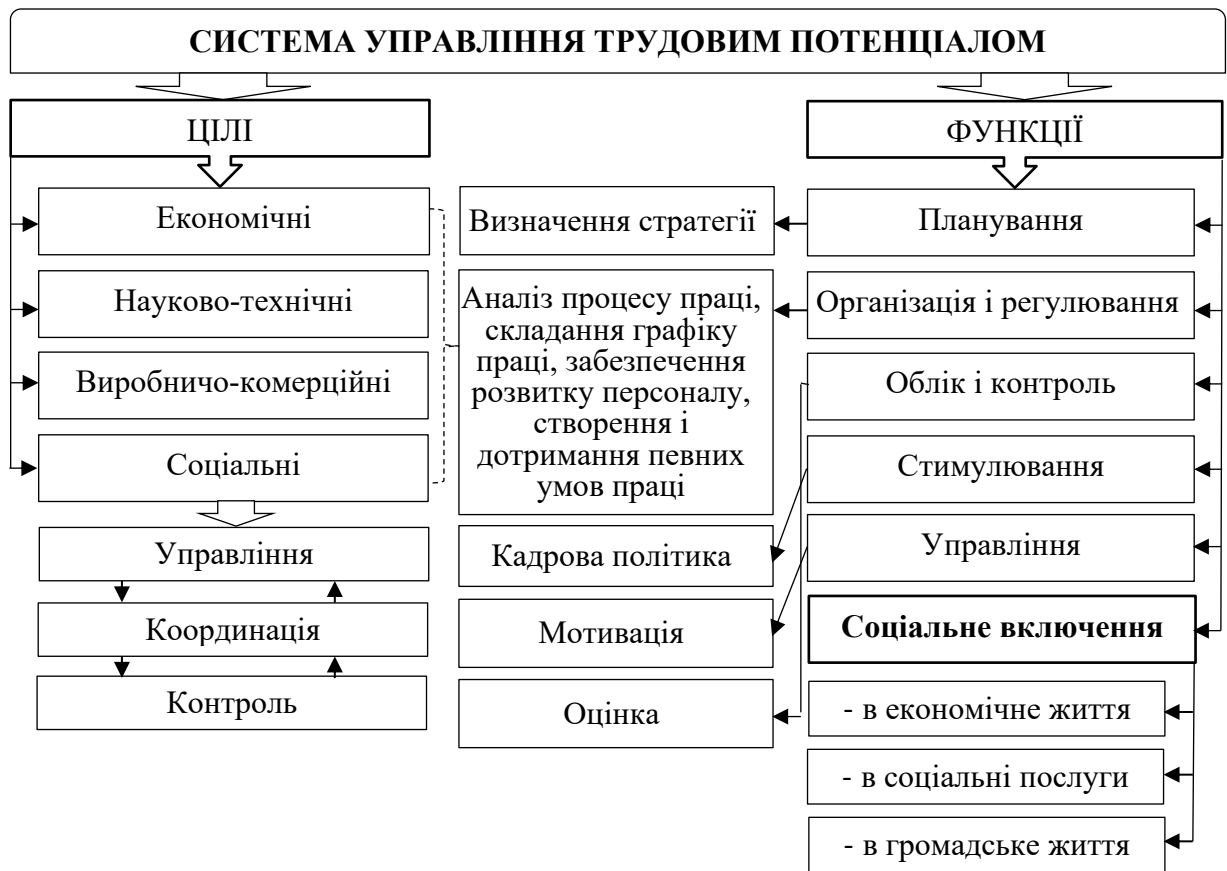 СИСТЕМА УПРАВЛІННЯ ТРУДОВИМ ПОТЕНЦІАЛОМ
ЦІЛІ
Економічні
Науково-технічні
Виробничо-комерційні
Соціальні
Управління
Координація
Контроль
Визначення стратегії
Аналіз процесу праці,
складання графіку
праці, забезпечення
розвитку персоналу,
створення і
дотримання певних
умов праці
Кадрова політика
Мотивація
Оцінка
ФУНКЦІЇ
Планування
Організація і регулювання
Облік і контроль
Стимулювання
Управління
Соціальне включення
- в економічне життя
- в соціальні послуги
- в громадське життя